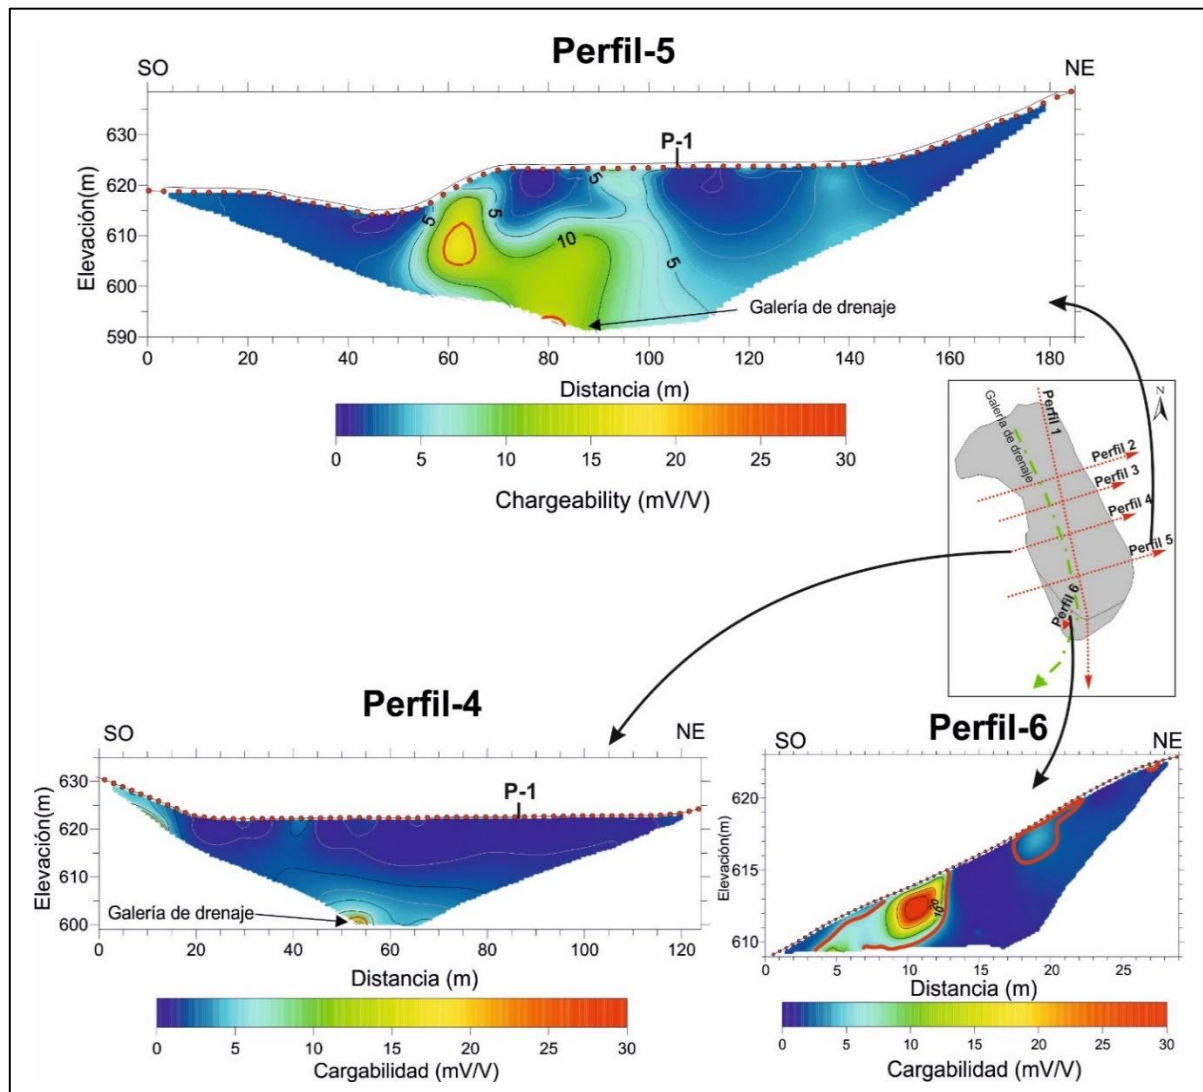 Perfil-5
SO
NE
P-1
Elevación(m)
630
620
610
600
590
5
5
10
5
5
Galería de drenaje
0 20 40 60 80 100 120 140 160 180
Distancia (m)
0 5 10 15 20 25 30
Chargeability (mV/V)
N
Galería de drenaje
Perfil 1
Perfil 2
Perfil 3
Perfil 4
Perfil 5
Perfil 6
Perfil-4
SO
NE
P-1
Elevación(m)
630
620
610
600
Galería de drenaje
0 20 40 60 80 100 120
Distancia (m)
0 5 10 15 20 25 30
Cargabilidad (mV/V)
Perfil-6
SO
NE
Elevación(m)
620
615
610
20
10
0 5 10 15 20 25
Distancia (m)
0 5 10 15 20 25 30
Cargabilidad (mV/V)